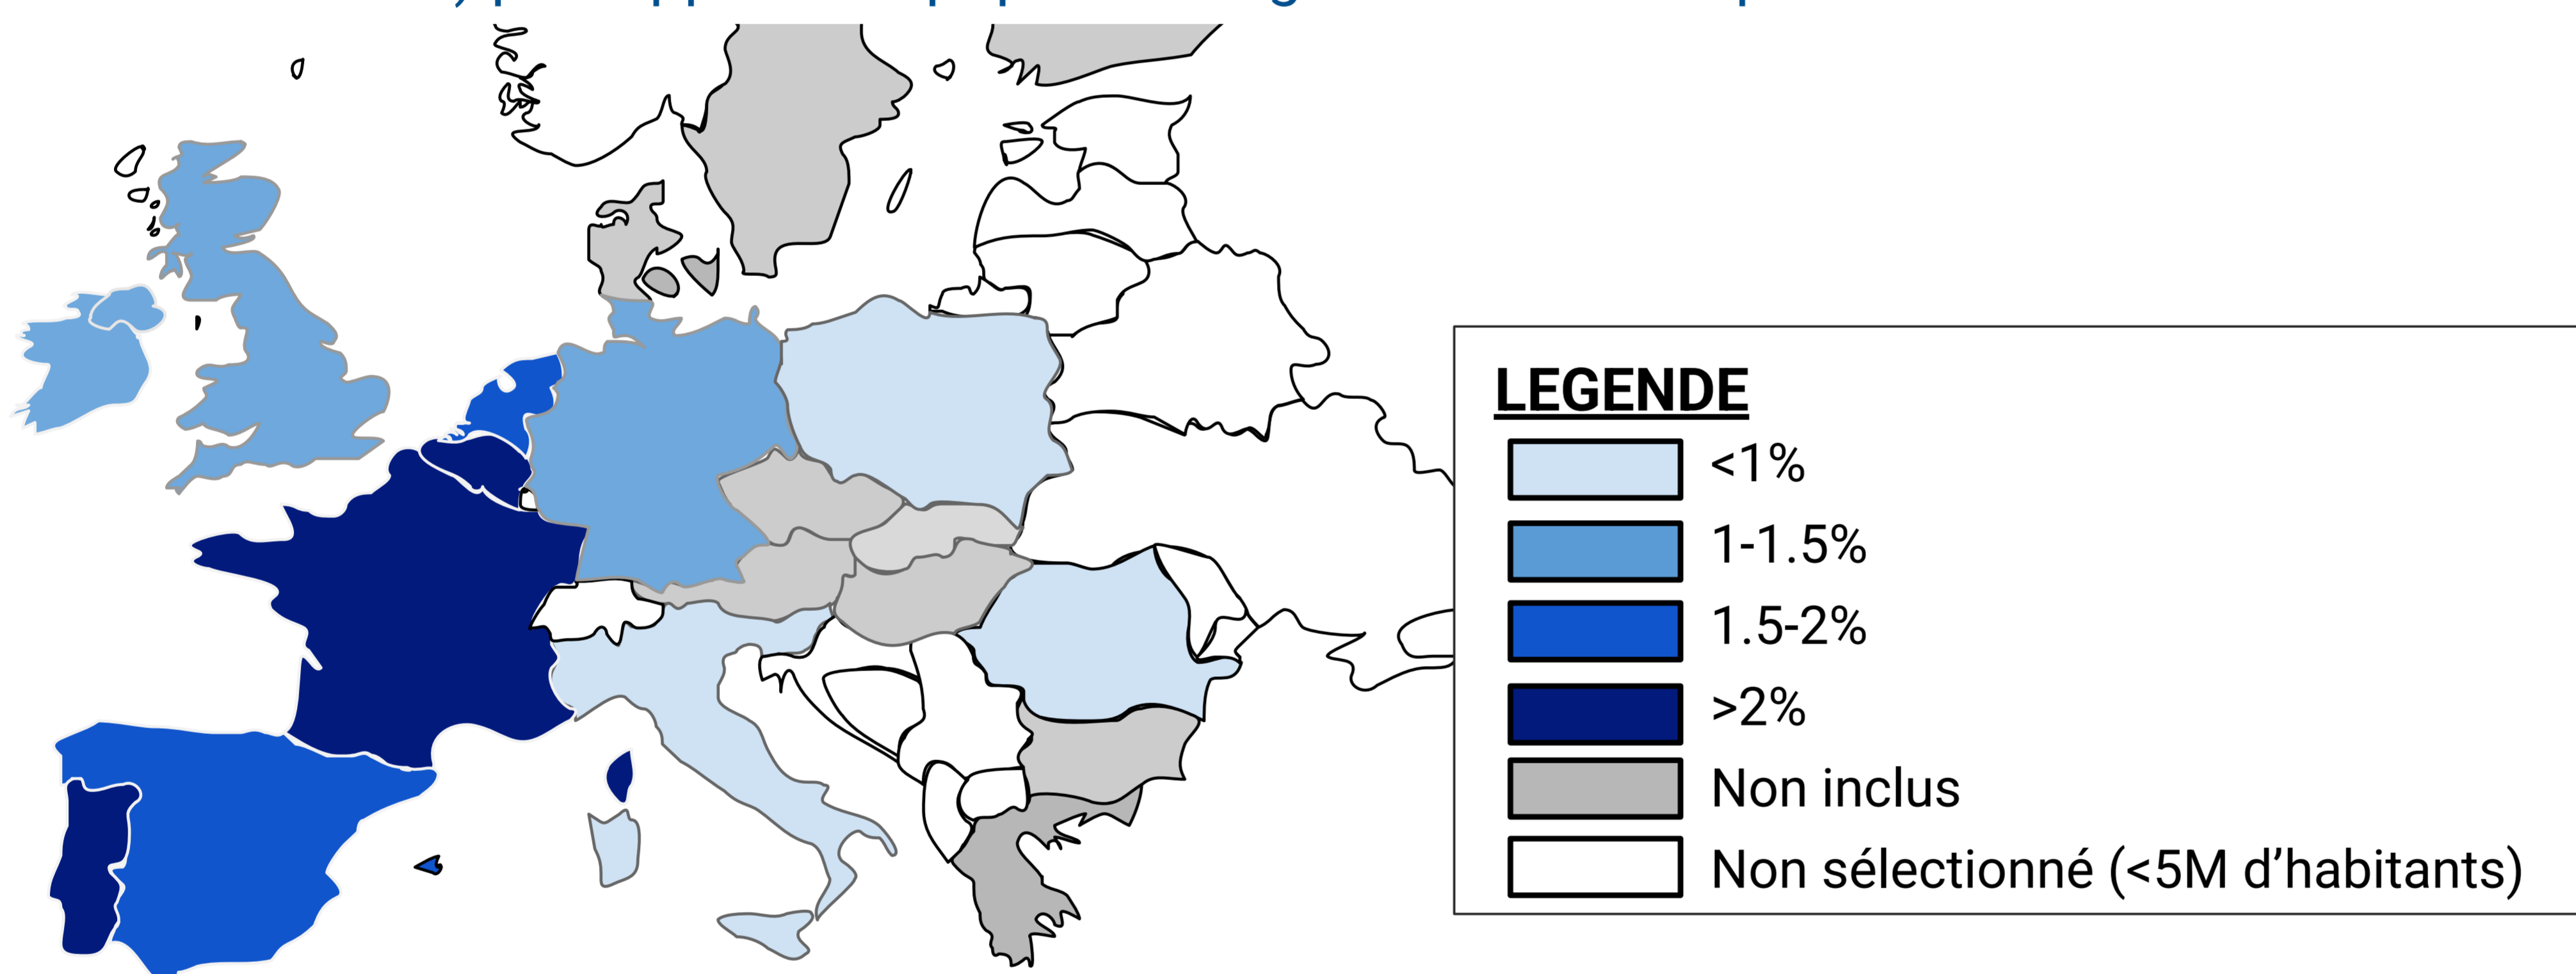 LEGENDE
<1%
1-1.5%
1.5-2%
>2%
Non inclus
Non sélectionné (<5M d’habitants)